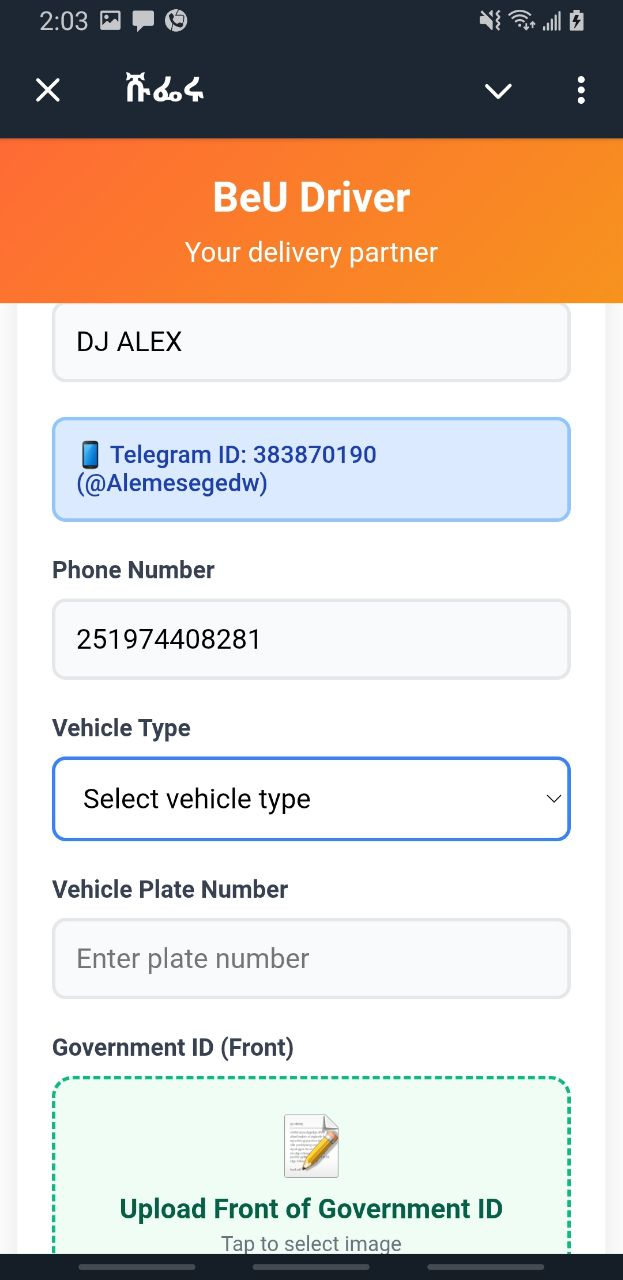 2:03
ሹፌሩ
BeU Driver
Your delivery partner
DJ ALEX
Telegram ID: 383870190
(@Alemesegedw)
Phone Number
251974408281
Vehicle Type
Select vehicle type
Vehicle Plate Number
Enter plate number
Government ID (Front)
Upload Front of Government ID
Tap to select image